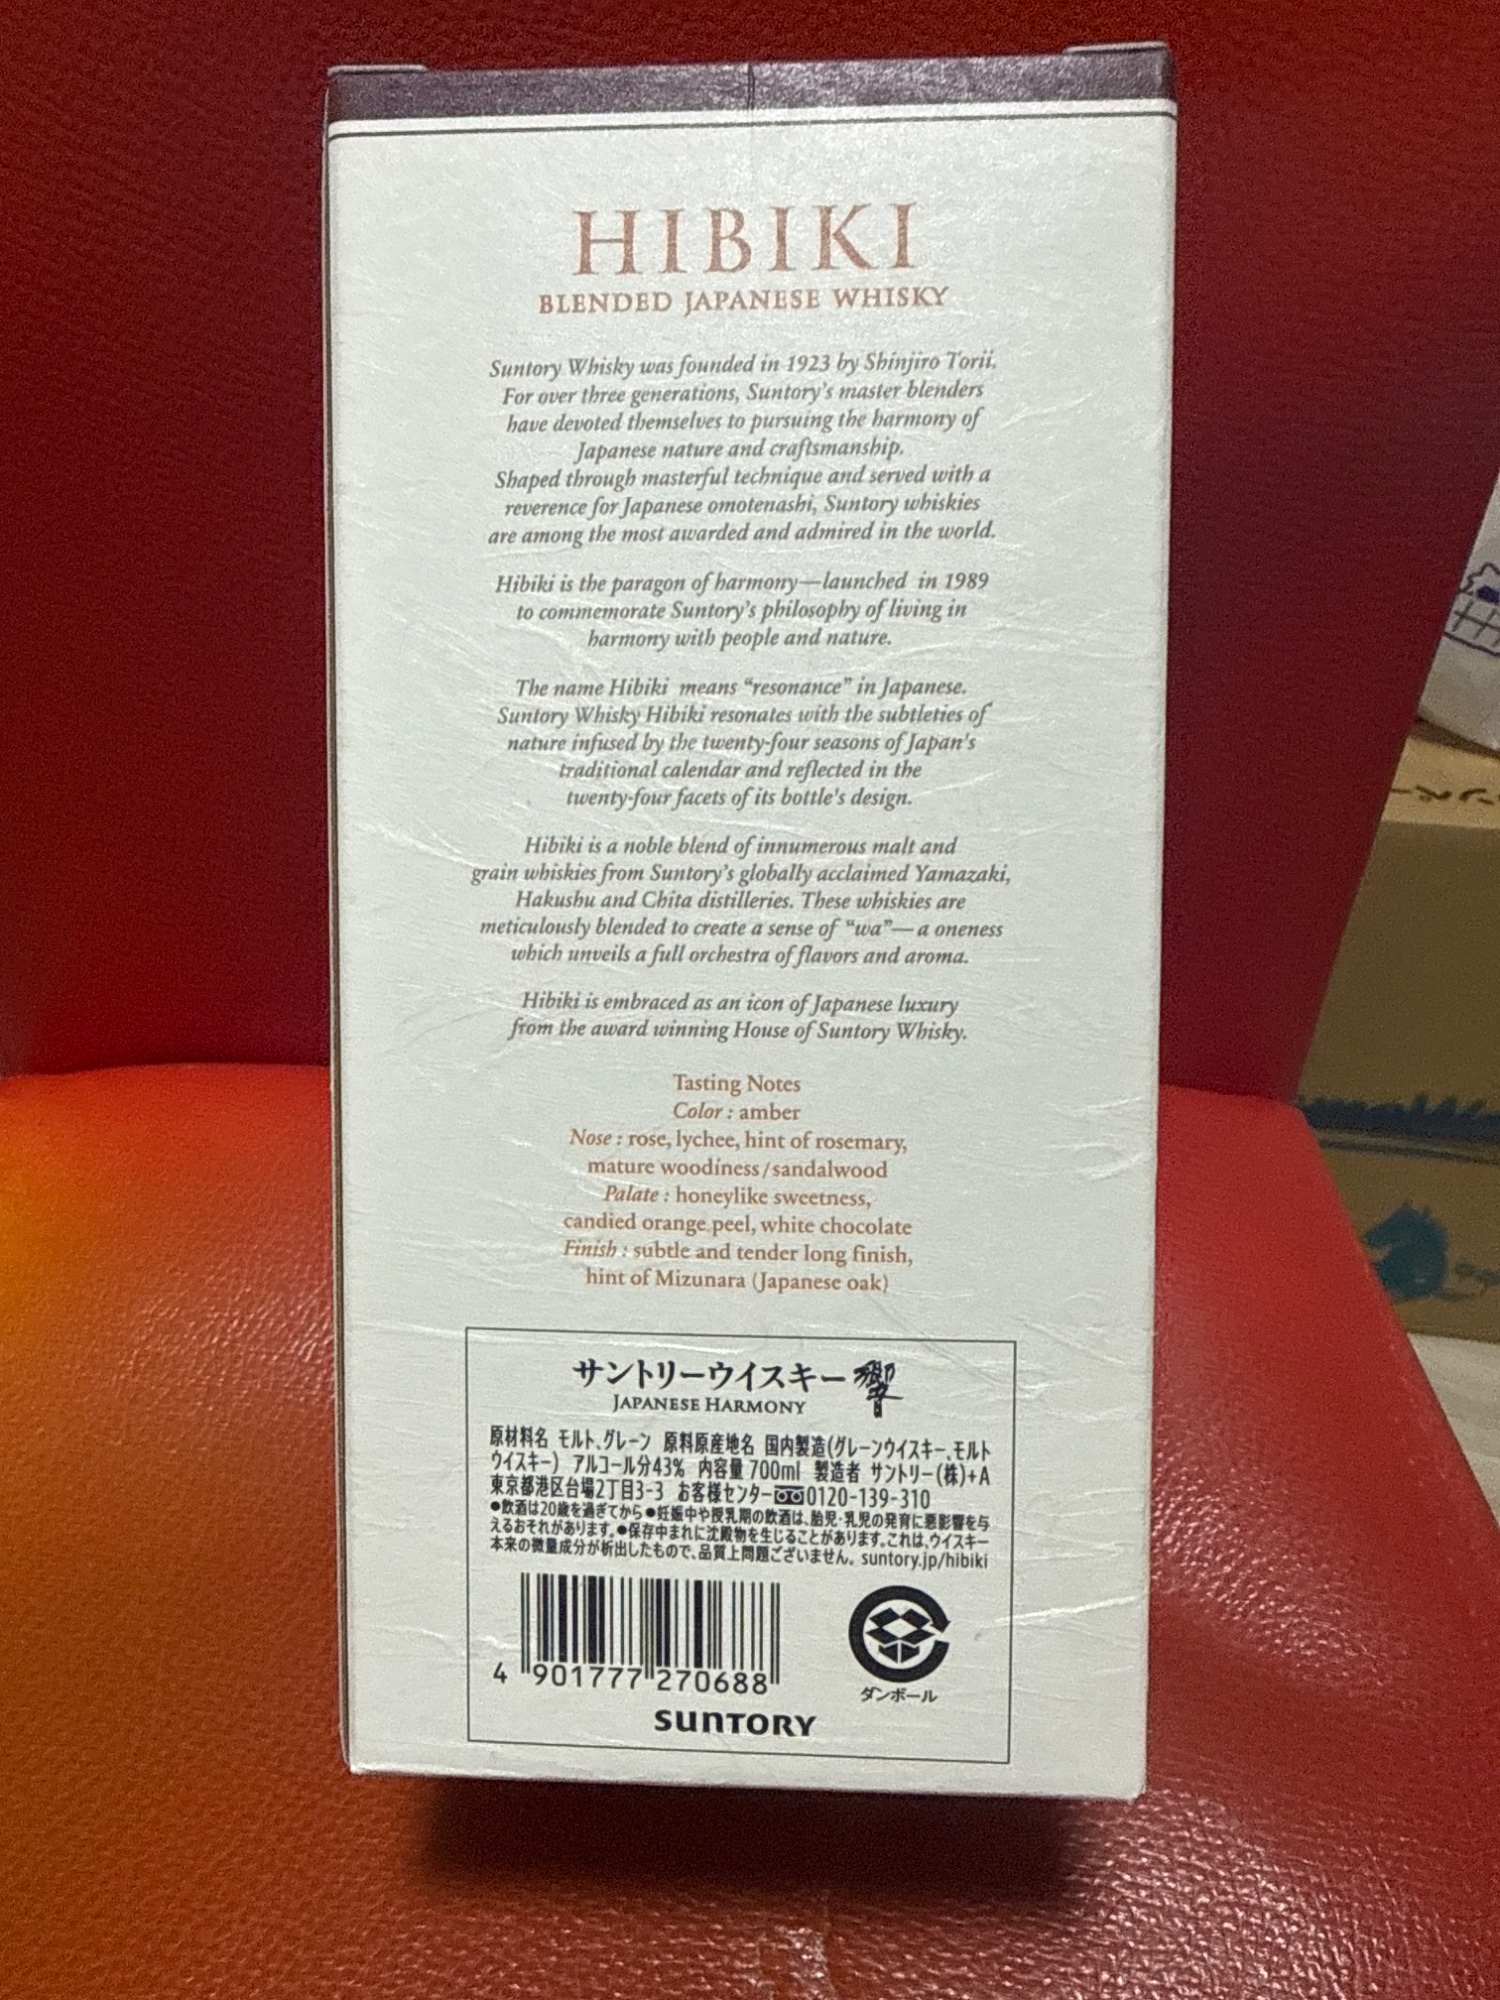 HIBIKI
BLENDED JAPANESE WHISKY
Suntory Whisky was founded in 1923 by Shinjiro Torii.
For over three generations, Suntory's master blenders
have devoted themselves to pursuing the harmony of
Japanese nature and craftsmanship.
Shaped through masterful technique and served with a
reverence for Japanese omotenashi, Suntory whiskies
are among the most awarded and admired in the world.
Hibiki is the paragon of harmony—launched in 1989
to commemorate Suntory's philosophy of living in
harmony with people and nature.
The name Hibiki means “resonance” in Japanese.
Suntory Whisky Hibiki resonates with the subtleties of
nature infused by the twenty-four seasons of Japan's
traditional calendar and reflected in the
twenty-four facets of its bottle's design.
Hibiki is a noble blend of innumerous malt and
grain whiskies from Suntory's globally acclaimed Yamazaki,
Hakushu and Chita distilleries. These whiskies are
meticulously blended to create a sense of “wa”— a oneness
which unveils a full orchestra of flavors and aroma.
Hibiki is embraced as an icon of Japanese luxury
from the award winning House of Suntory Whisky.
Tasting Notes
Color : amber
Nose : rose, lychee, hint of rosemary,
mature woodiness/sandalwood
Palate : honeylike sweetness,
candied orange peel, white chocolate
Finish : subtle and tender long finish,
hint of Mizunara (Japanese oak)
サントリーウイスキー 響
JAPANESE HARMONY
原材料名 モルト、グレーン 原料原産地名 国内製造(グレーンウイスキー、モルト
ウイスキー) アルコール分43% 内容量 700ml 製造者 サントリー(株)+A
東京都港区台場2丁目3-3 お客様センター 0120-139-310
●飲酒は20歳を過ぎてから●妊娠中や授乳期の飲酒は、胎児・乳児の発育に悪影響を与
えるおそれがあります。●保存中まれに沈殿物を生じることがあります。これは、ウイスキー
本来の微量成分が析出したもので、品質上問題ございません。suntory.jp/hibiki
4 901777 270688
ダンボール
SUNTORY